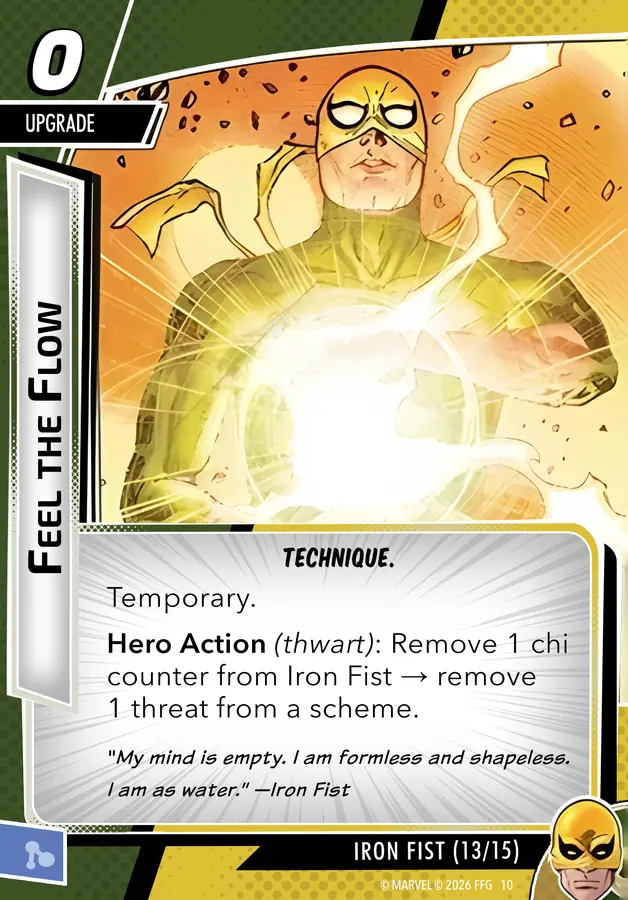 0
UPGRADE
FEEL THE FLOW
TECHNIQUE.
Temporary.
Hero Action (thwart): Remove 1 chi
counter from Iron Fist → remove
1 threat from a scheme.
"My mind is empty. I am formless and shapeless.
I am as water." —Iron Fist
IRON FIST (13/15)
© MARVEL © 2026 FFG 10